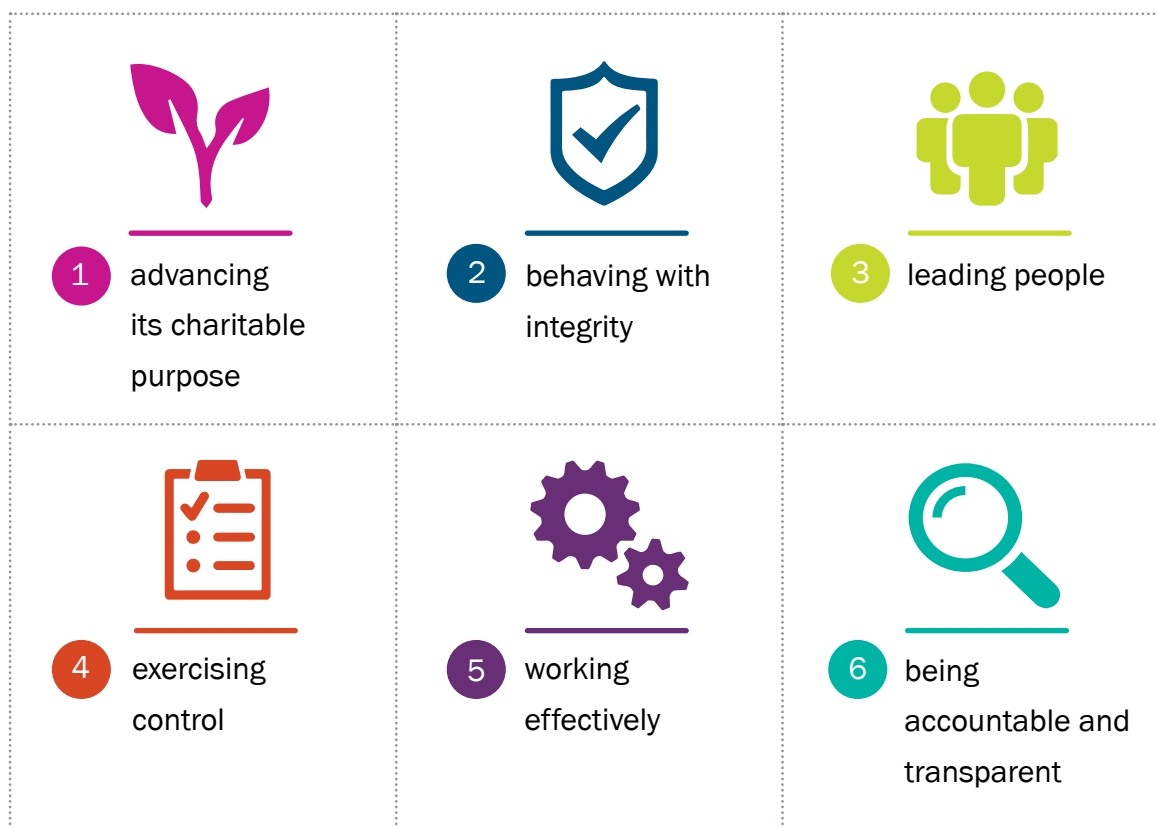 1
advancing
its charitable
purpose
2
behaving with
integrity
3
leading people
4
exercising
control
5
working
effectively
6
being
accountable and
transparent